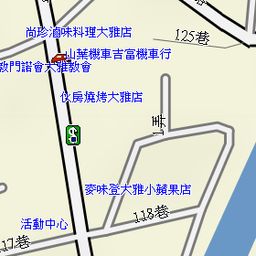 尚珍滷味料理大雅店
125巷
山葉機車吉富機車行
教門諧會大雅教會
伙房燒烤大雅店
1弄
麥味登大雅小蘋果店
118巷
活動中心
17巷